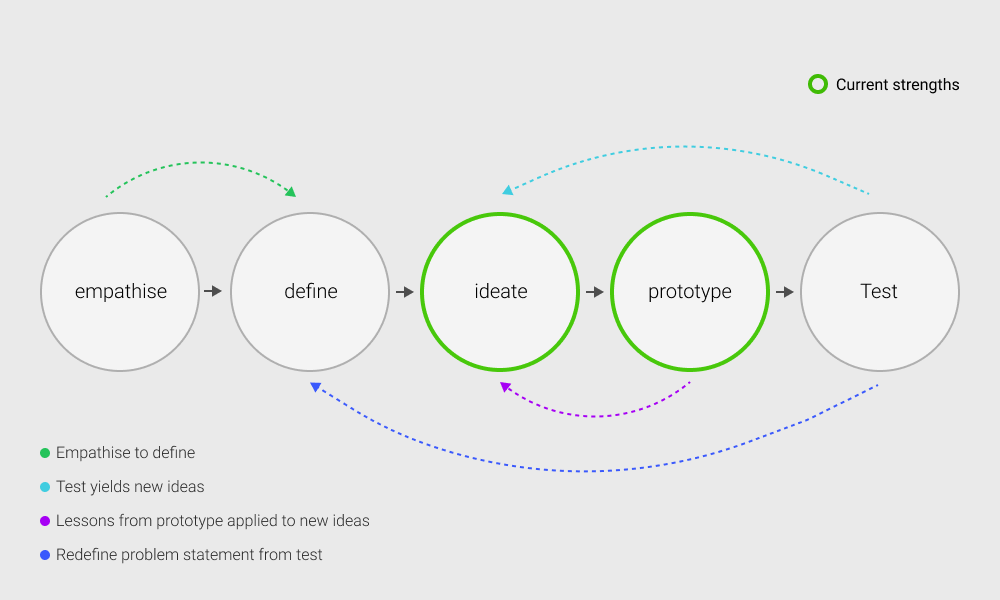 Current strengths
empathise
define
ideate
prototype
Test
Empathise to define
Test yields new ideas
Lessons from prototype applied to new ideas
Redefine problem statement from test